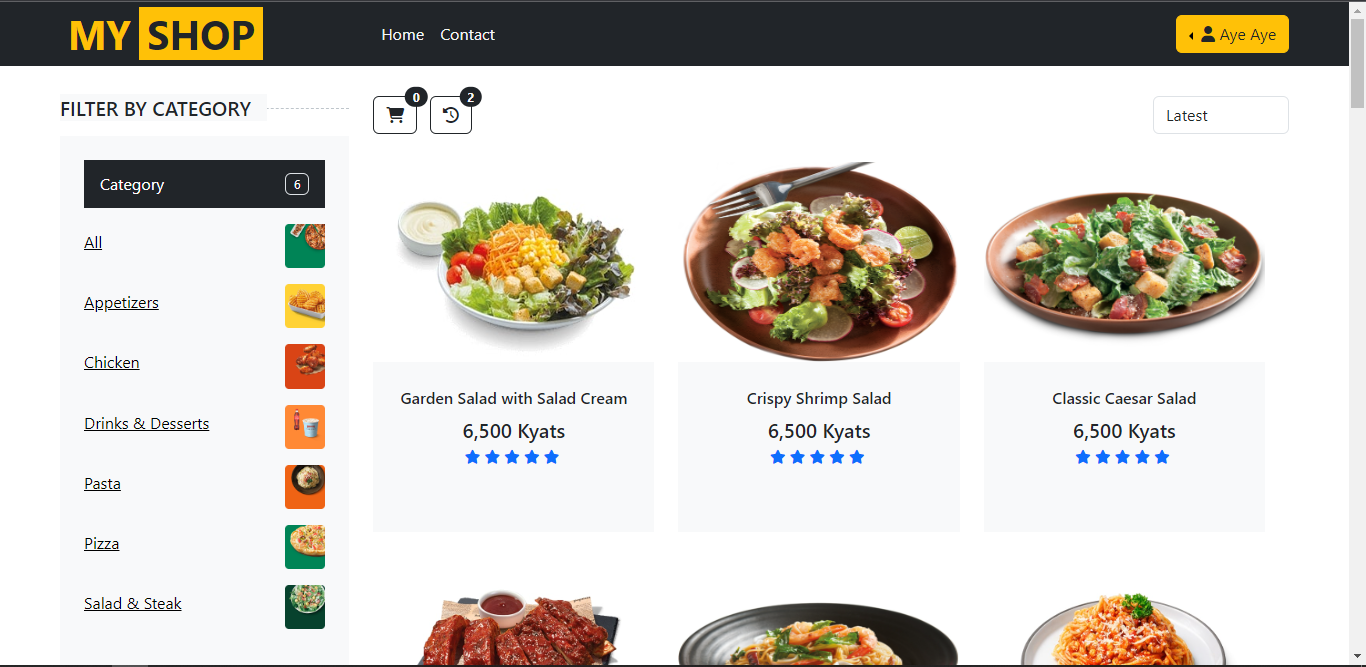 MY SHOP
Home Contact
Aye Aye
FILTER BY CATEGORY
0
2
Latest
Category 6
All
Appetizers
Chicken
Drinks & Desserts
Pasta
Pizza
Salad & Steak
Garden Salad with Salad Cream
6,500 Kyats
Crispy Shrimp Salad
6,500 Kyats
Classic Caesar Salad
6,500 Kyats